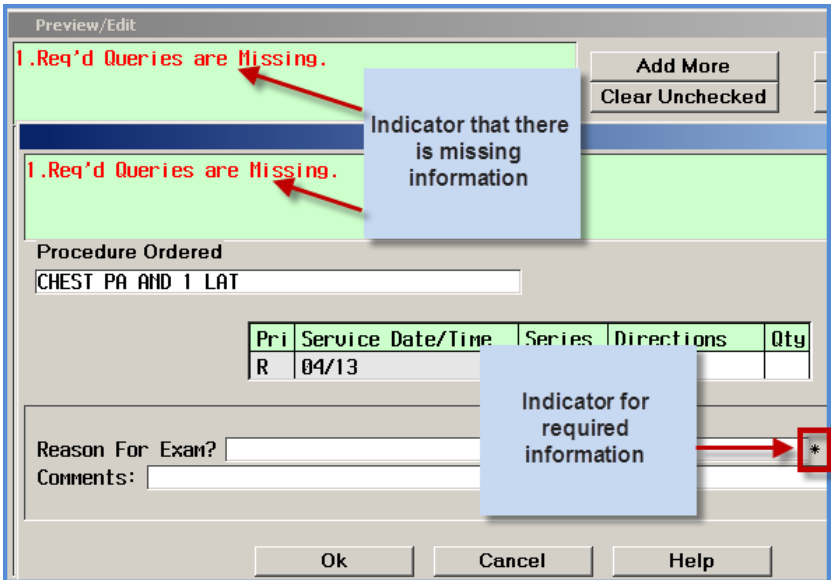 Preview/Edit
1.Req'd Queries are Missing.
Add More
Clear Unchecked
Indicator that there
is missing
information
1.Req'd Queries are Missing.
Procedure Ordered
CHEST PA AND 1 LAT
Pri Service Date/Time Series Directions Qty
R 04/13
Indicator for
required
information
Reason For Exam? *
Comments:
Ok Cancel Help